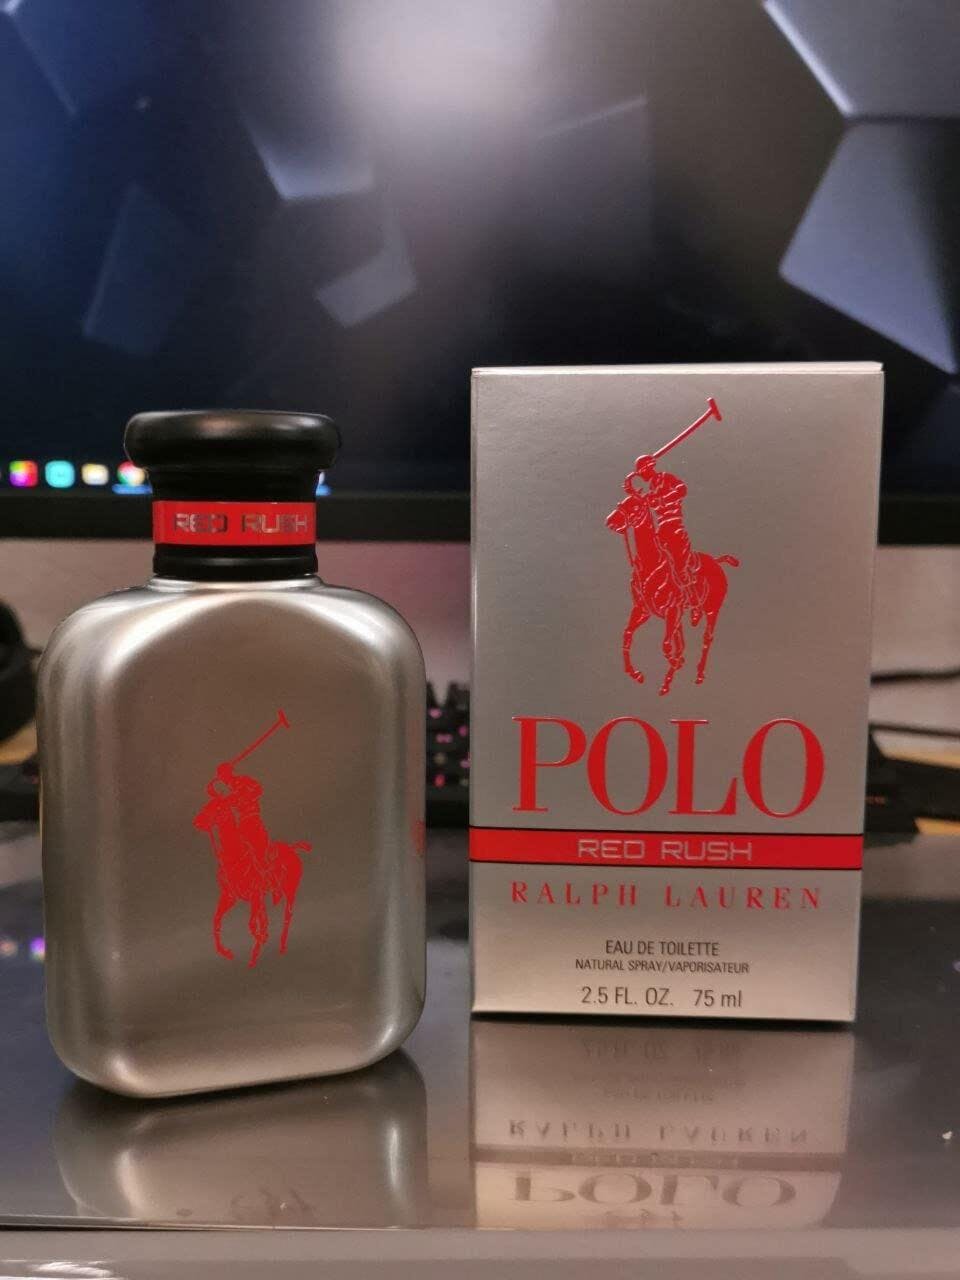 RED RUSH
POLO
RED RUSH
RALPH LAUREN
EAU DE TOILETTE
NATURAL SPRAY/VAPORISATEUR
2.5 FL. OZ. 75 ml